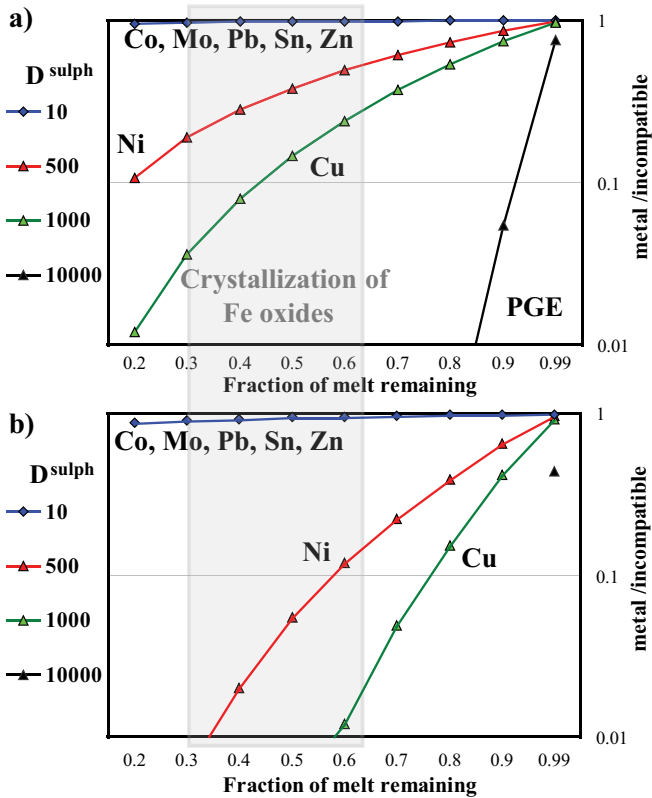 a)
Co, Mo, Pb, Sn, Zn
D sulph
10
500
1000
10000
Ni
Cu
Crystallization of
Fe oxides
PGE
1
0.1
0.01
metal /incompatible
0.2 0.3 0.4 0.5 0.6 0.7 0.8 0.9 0.99
Fraction of melt remaining
b)
Co, Mo, Pb, Sn, Zn
D sulph
10
500
1000
10000
Ni
Cu
1
0.1
0.01
metal /incompatible
0.2 0.3 0.4 0.5 0.6 0.7 0.8 0.9 0.99
Fraction of melt remaining